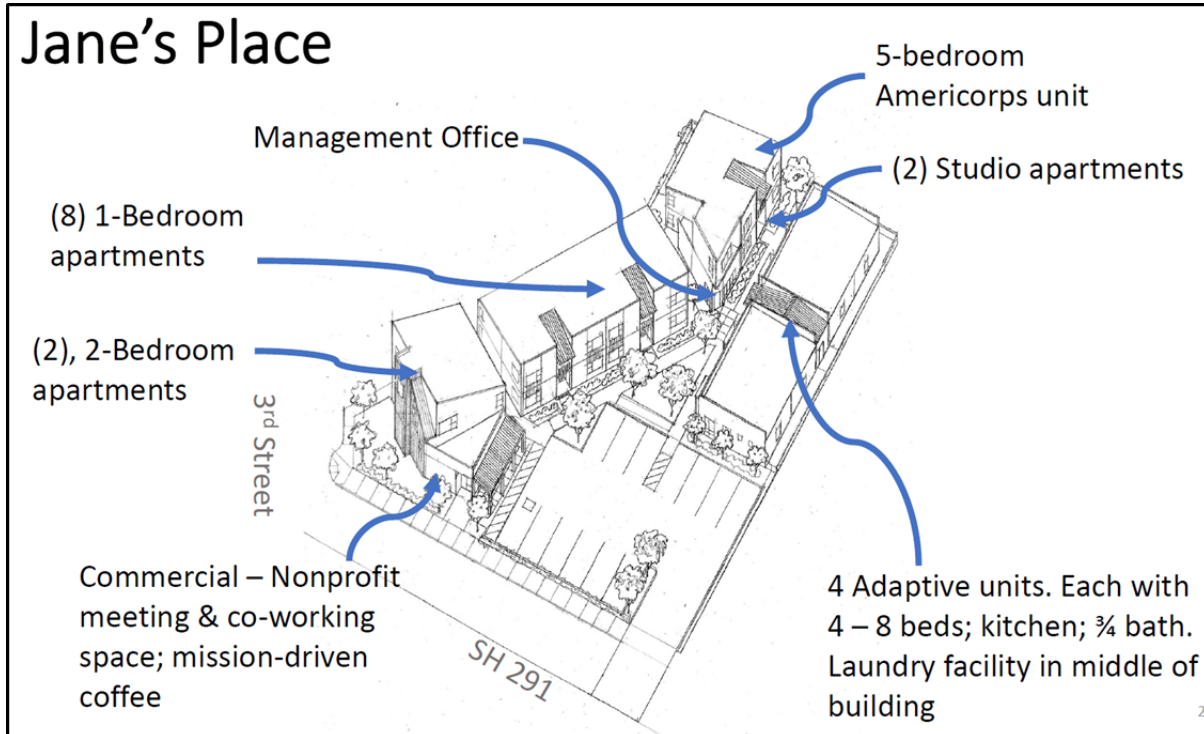 Jane's Place
5-bedroom
Americorps unit
Management Office
(2) Studio apartments
(8) 1-Bedroom
apartments
(2), 2-Bedroom
apartments
3rd Street
Commercial – Nonprofit
meeting & co-working
space; mission-driven
coffee
SH 291
4 Adaptive units. Each with
4 – 8 beds; kitchen; ¾ bath.
Laundry facility in middle of
building
2